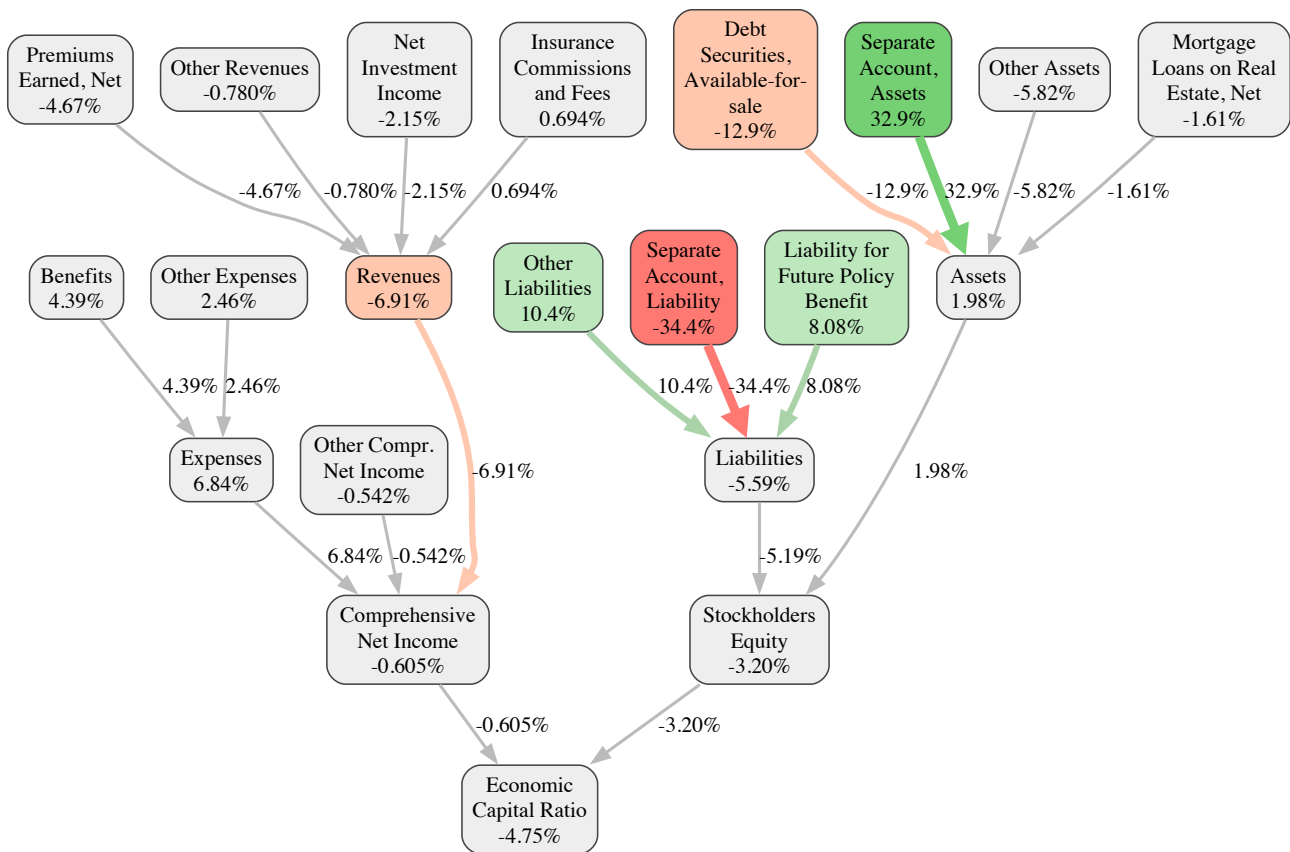 Premiums
Earned, Net
-4.67%
Other Revenues
-0.780%
Net
Investment
Income
-2.15%
Insurance
Commissions
and Fees
0.694%
Debt
Securities,
Available-for-
sale
-12.9%
Separate
Account,
Assets
32.9%
Other Assets
-5.82%
Mortgage
Loans on Real
Estate, Net
-1.61%
-4.67%
-0.780%
-2.15%
0.694%
-12.9%
32.9%
-5.82%
-1.61%
Benefits
4.39%
Other Expenses
2.46%
Revenues
-6.91%
Other
Liabilities
10.4%
Separate
Account,
Liability
-34.4%
Liability for
Future Policy
Benefit
8.08%
Assets
1.98%
4.39%
2.46%
10.4%
-34.4%
8.08%
Expenses
6.84%
Other Compr.
Net Income
-0.542%
-6.91%
Liabilities
-5.59%
1.98%
6.84%
-0.542%
-5.19%
Comprehensive
Net Income
-0.605%
Stockholders
Equity
-3.20%
-0.605%
-3.20%
Economic
Capital Ratio
-4.75%